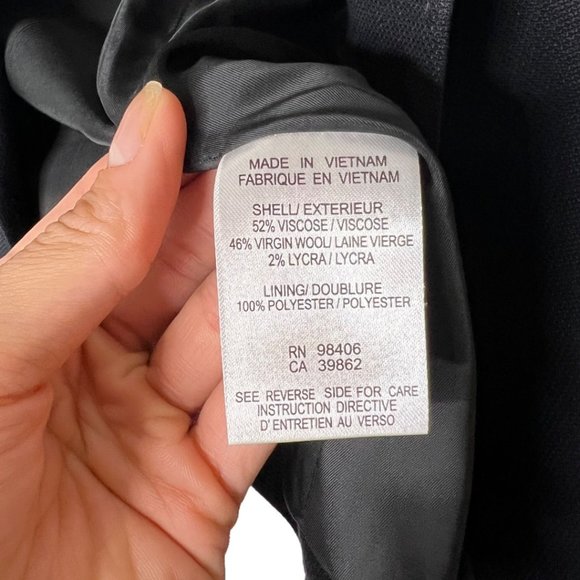 MADE IN VIETNAM
FABRIQUE EN VIETNAM
SHELL/ EXTERIEUR
52% VISCOSE / VISCOSE
46% VIRGIN WOOL/ LAINE VIERGE
2% LYCRA / LYCRA
LINING/ DOUBLURE
100% POLYESTER / POLYESTER
RN 98406
CA 39862
SEE REVERSE SIDE FOR CARE
INSTRUCTION DIRECTIVE
D'ENTRETIEN AU VERSO